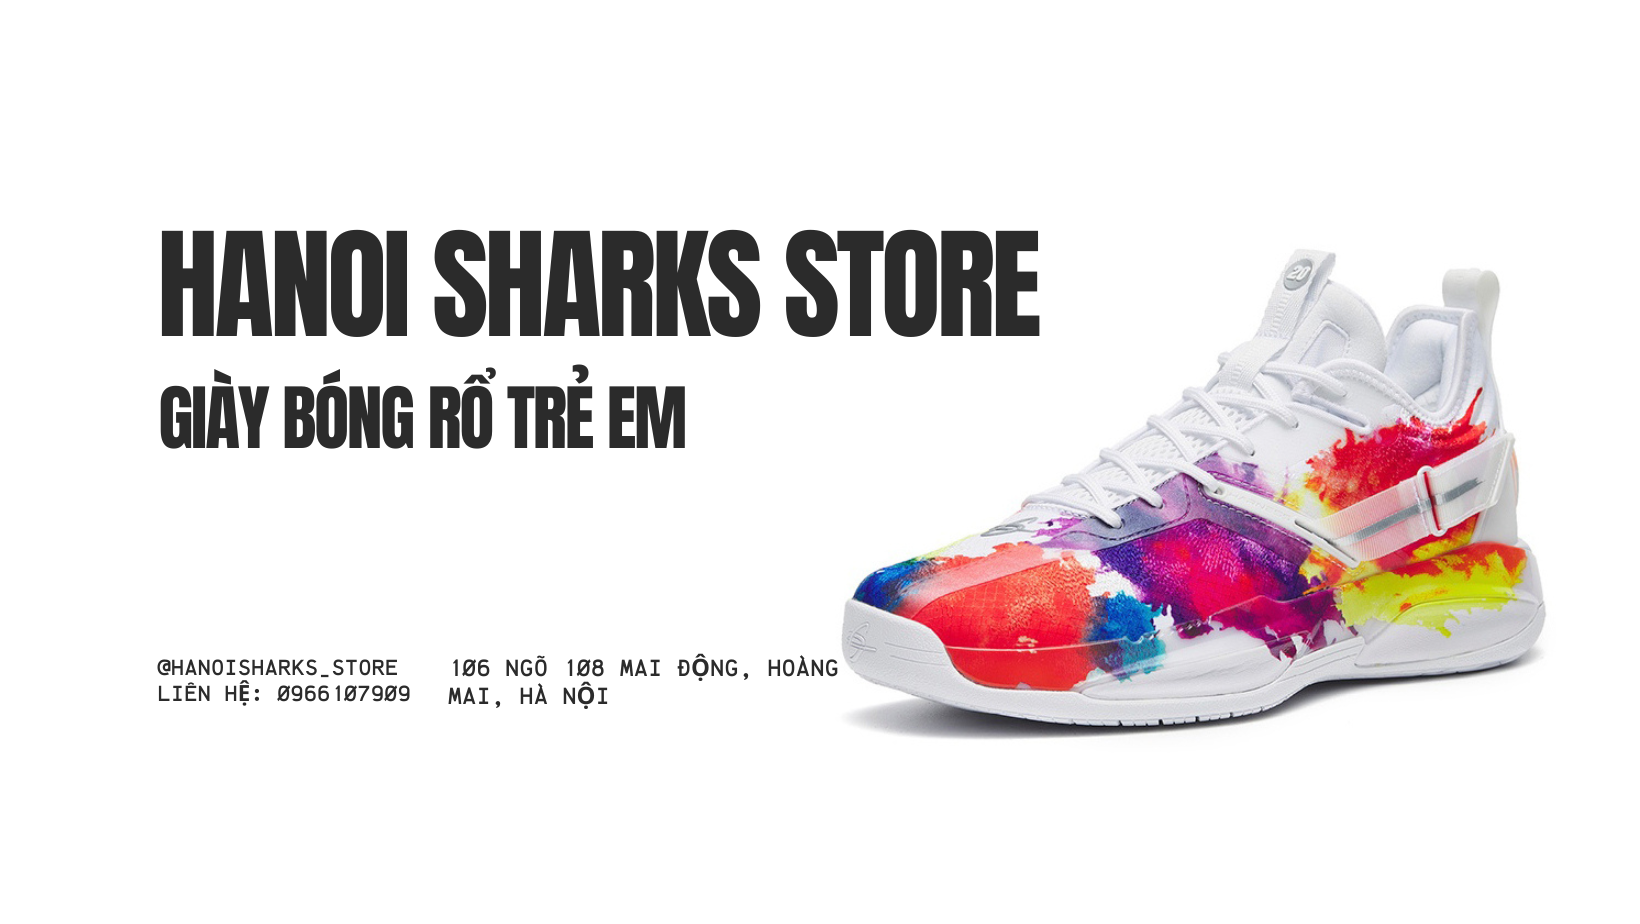 HANOI SHARKS STORE
GIÀY BÓNG RỔ TRẺ EM
20
@HANOISHARKS_STORE
LIÊN HỆ: 0966107909
106 NGÕ 108 MAI ĐỘNG, HOÀNG
MAI, HÀ NỘI